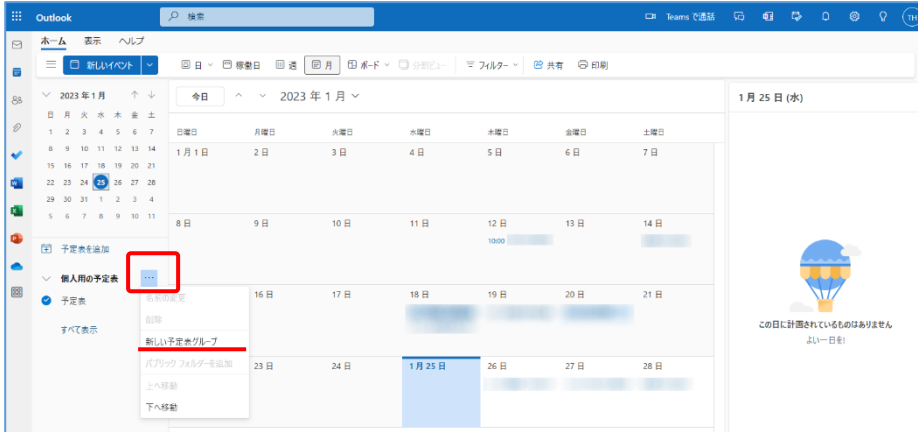 Outlook
検索
Teams で通話
TH
ホーム 表示 ヘルプ
新しいイベント
日 稼働日 週 月 ボード 分割ビュー フィルター 共有 印刷
2023 年 1 月
日 月 火 水 木 金 土
1 2 3 4 5 6 7
8 9 10 11 12 13 14
15 16 17 18 19 20 21
22 23 24 25 26 27 28
29 30 31 1 2 3 4
5 6 7 8 9 10 11
予定表を追加
個人用の予定表
予定表
すべて表示
名前の変更
削除
新しい予定表グループ
パブリック フォルダーを追加
上へ移動
下へ移動
今日 2023 年 1 月
日曜日 月曜日 火曜日 水曜日 木曜日 金曜日 土曜日
1 月 1 日 2 日 3 日 4 日 5 日 6 日 7 日
8 日 9 日 10 日 11 日 12 日 13 日 14 日
10:00
16 日 17 日 18 日 19 日 20 日 21 日
23 日 24 日 1 月 25 日 26 日 27 日 28 日
1 月 25 日 (水)
この日に計画されているものはありません
よい一日を!